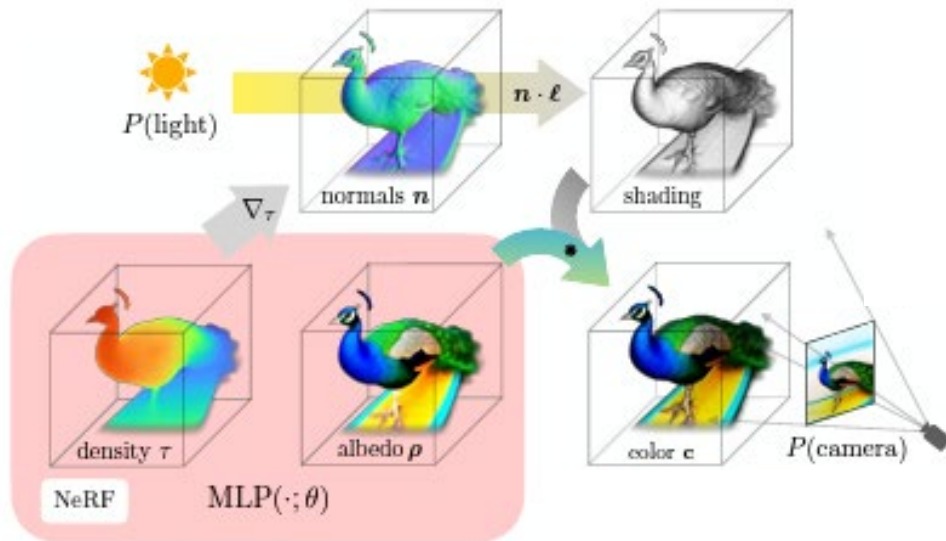 P(light)
n · ℓ
normals n
shading
∇τ
*
density τ
albedo ρ
color c
P(camera)
NeRF
MLP(·; θ)